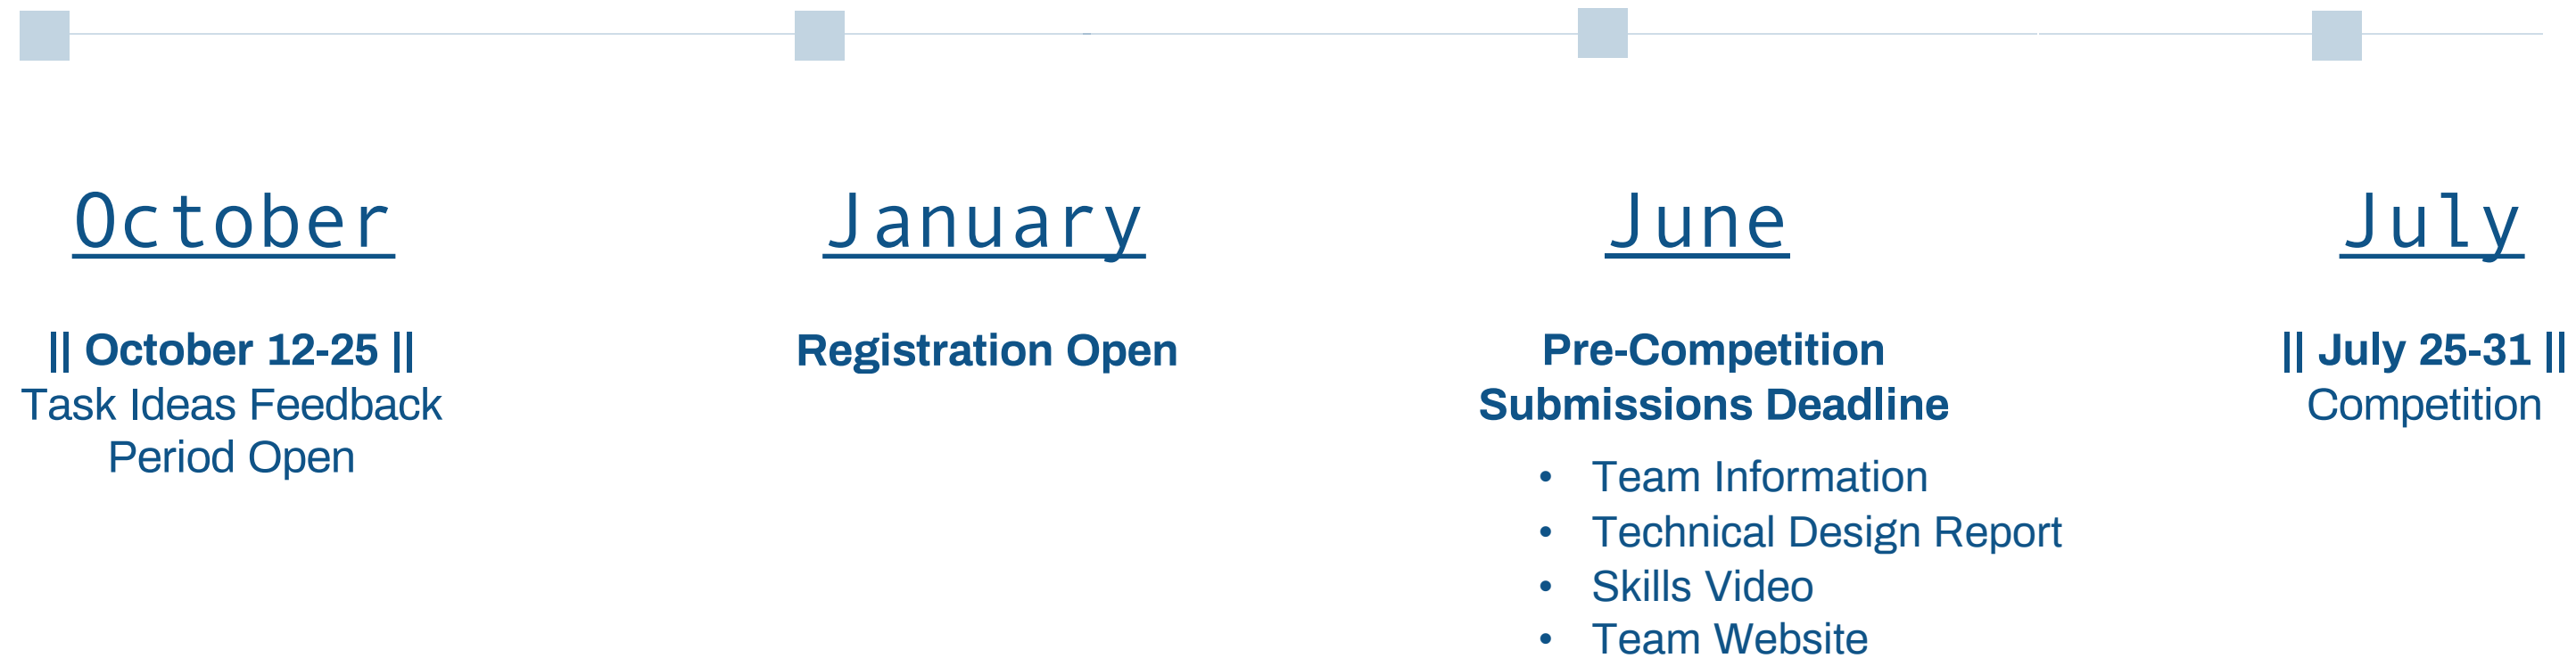 October
|| October 12-25 ||
Task Ideas Feedback
Period Open
January
Registration Open
June
Pre-Competition
Submissions Deadline
• Team Information
• Technical Design Report
• Skills Video
• Team Website
July
|| July 25-31 ||
Competition